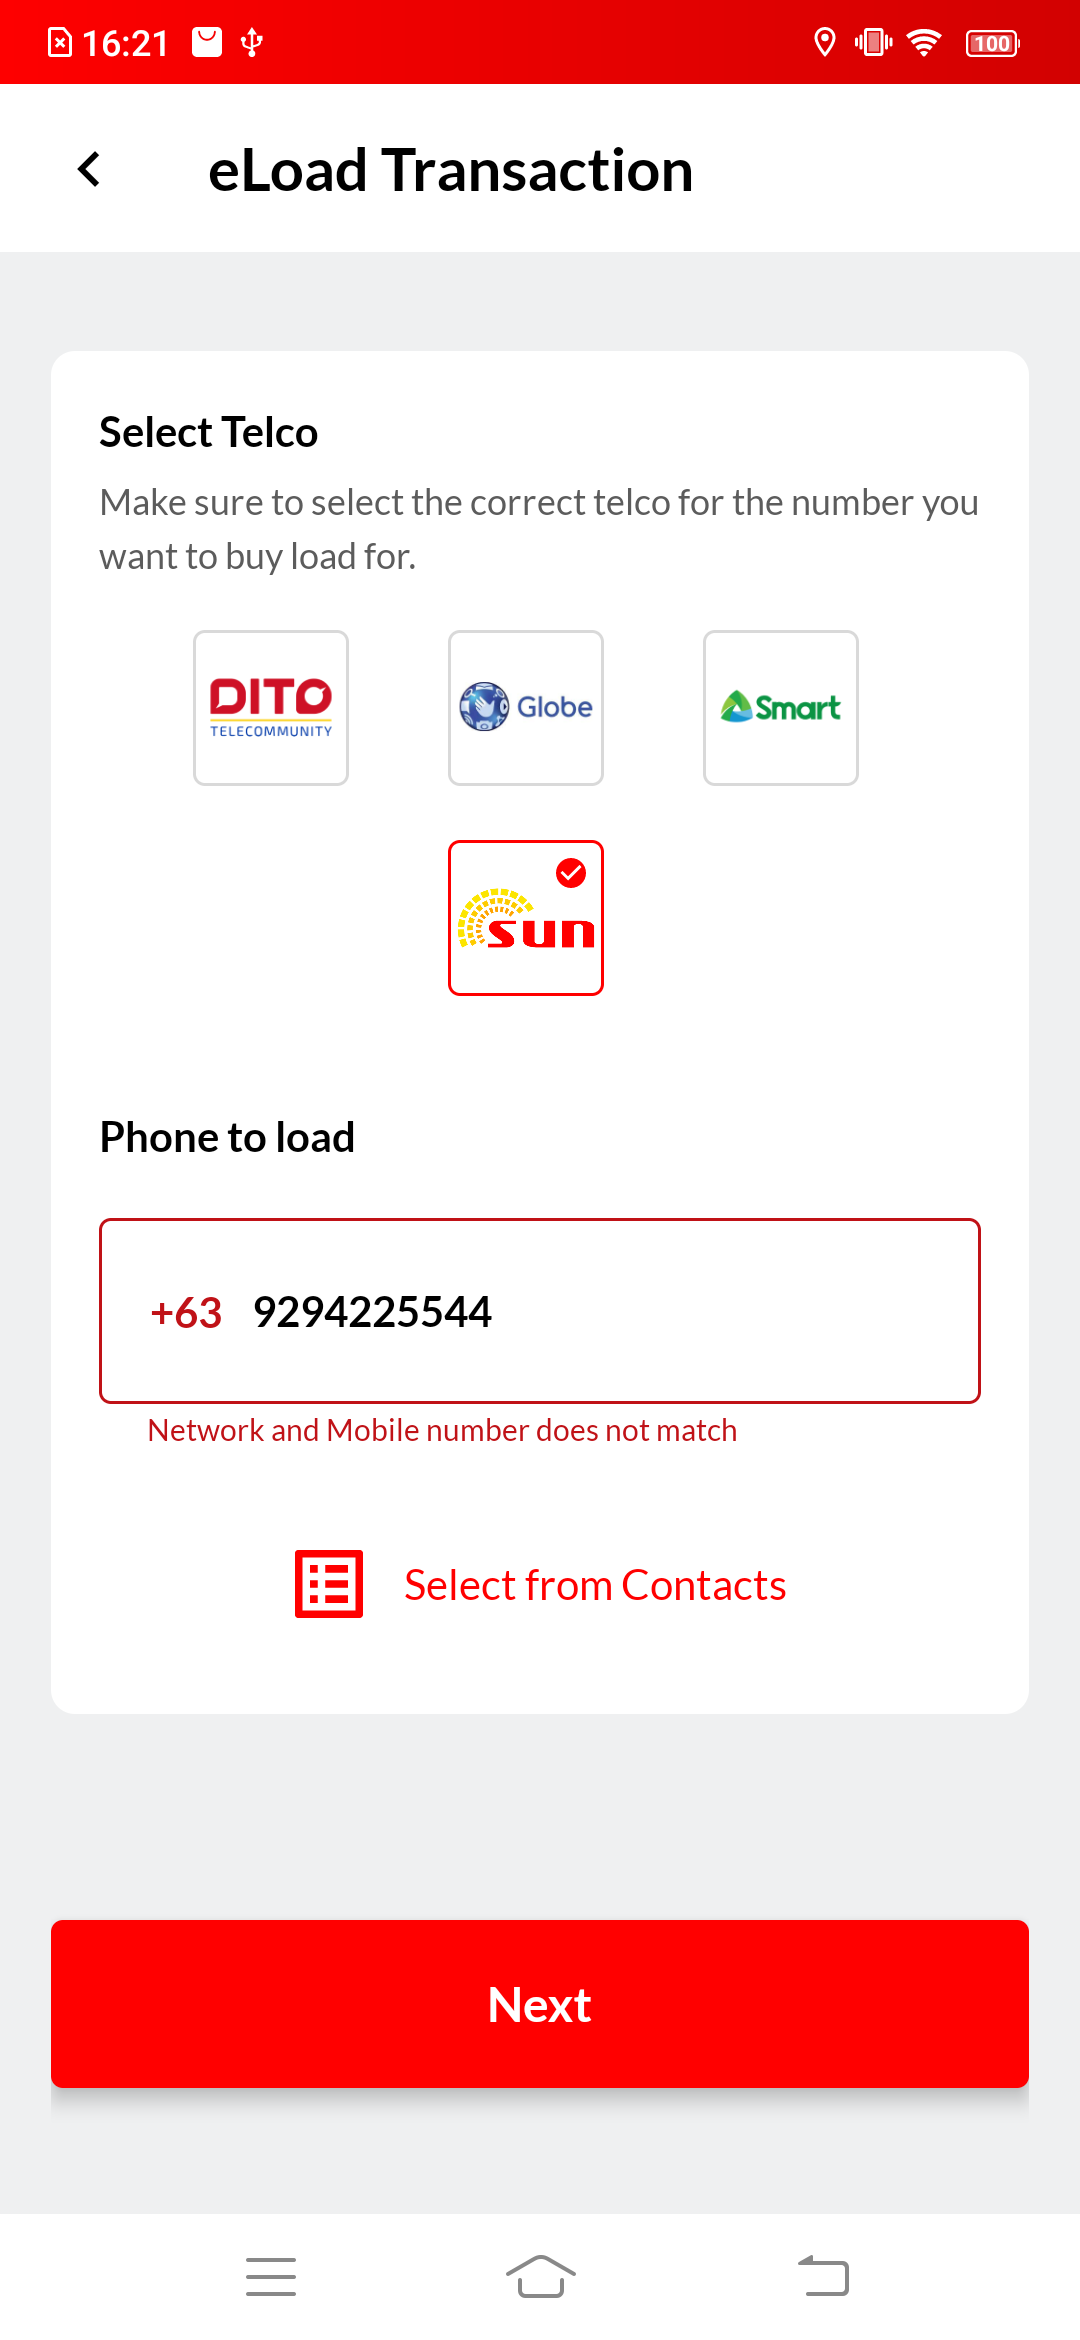 16:21
100
eLoad Transaction
Select Telco
Make sure to select the correct telco for the number you
want to buy load for.
DITO
TELECOMMUNITY
Globe
Smart
sun
Phone to load
+63 9294225544
Network and Mobile number does not match
Select from Contacts
Next